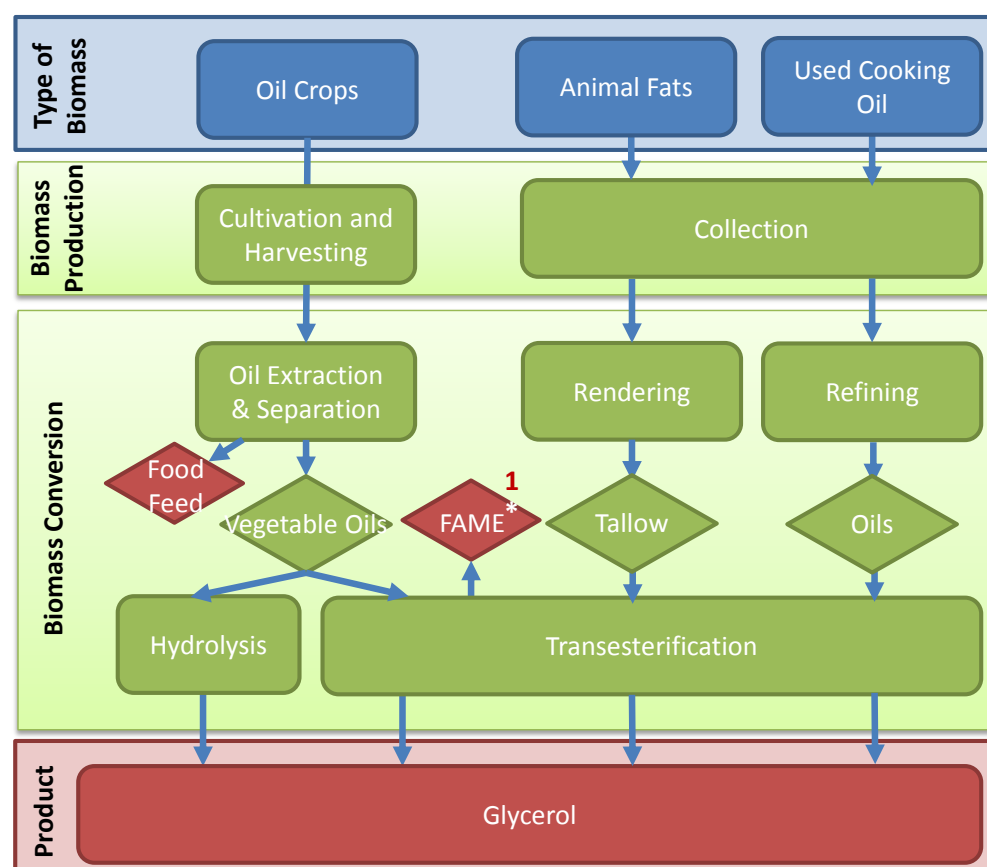 Type of
Biomass
Oil Crops
Animal Fats
Used Cooking
Oil
Biomass
Production
Cultivation and
Harvesting
Collection
Biomass Conversion
Oil Extraction
& Separation
Rendering
Refining
Food
Feed
Vegetable Oils
1
FAME*
Tallow
Oils
Hydrolysis
Transesterification
Product
Glycerol